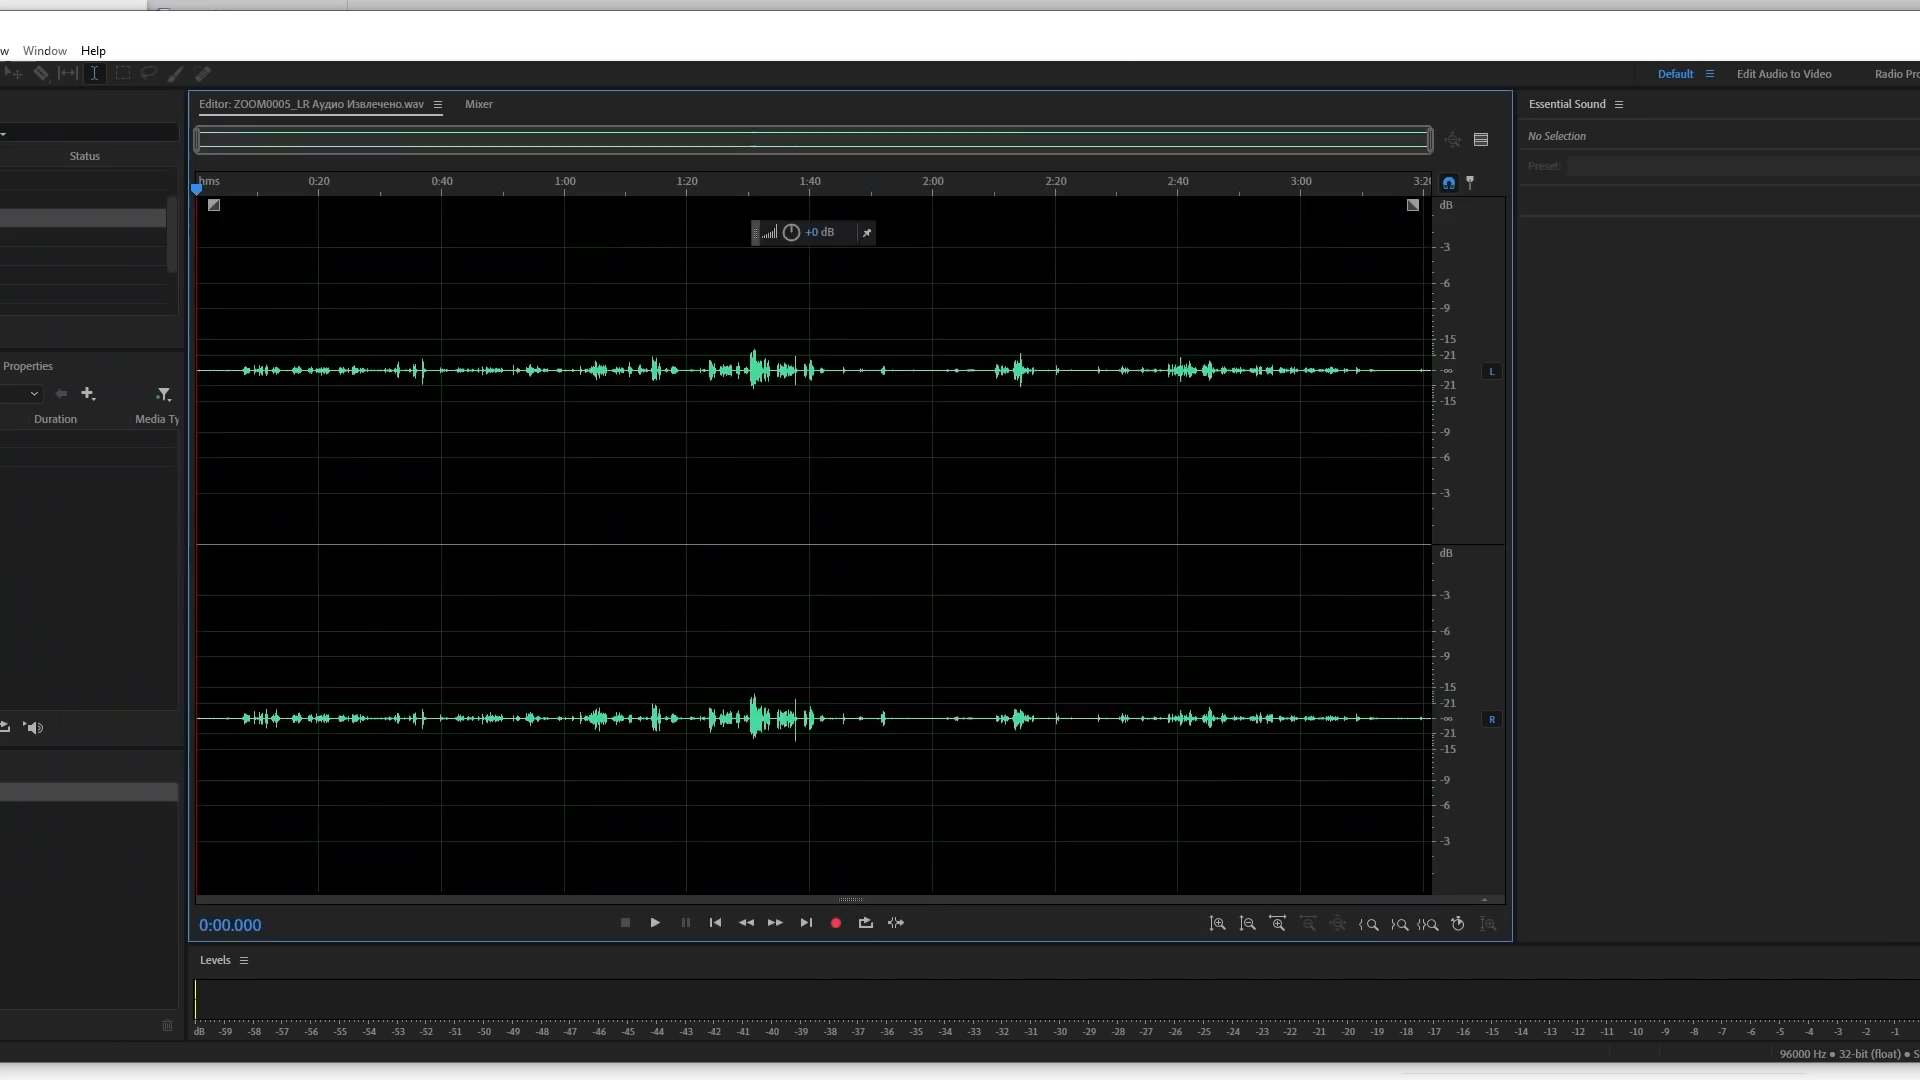 w Window Help
Default Edit Audio to Video Radio Pro
Editor: ZOOM0005_LR Аудио Извлечено.wav Mixer
Essential Sound
Status
No Selection
Preset:
hms 0:20 0:40 1:00 1:20 1:40 2:00 2:20 2:40 3:00 3:20
dB
+0 dB
-3
-6
-9
-15
-21
-∞
L
-21
-15
-9
-6
-3
Properties
Duration Media Ty
dB
-3
-6
-9
-15
-21
-∞
R
-21
-15
-9
-6
-3
0:00.000
Levels
dB -59 -58 -57 -56 -55 -54 -53 -52 -51 -50 -49 -48 -47 -46 -45 -44 -43 -42 -41 -40 -39 -38 -37 -36 -35 -34 -33 -32 -31 -30 -29 -28 -27 -26 -25 -24 -23 -22 -21 -20 -19 -18 -17 -16 -15 -14 -13 -12 -11 -10 -9 -8 -7 -6 -5 -4 -3 -2 -1
96000 Hz ● 32-bit (float) ● S